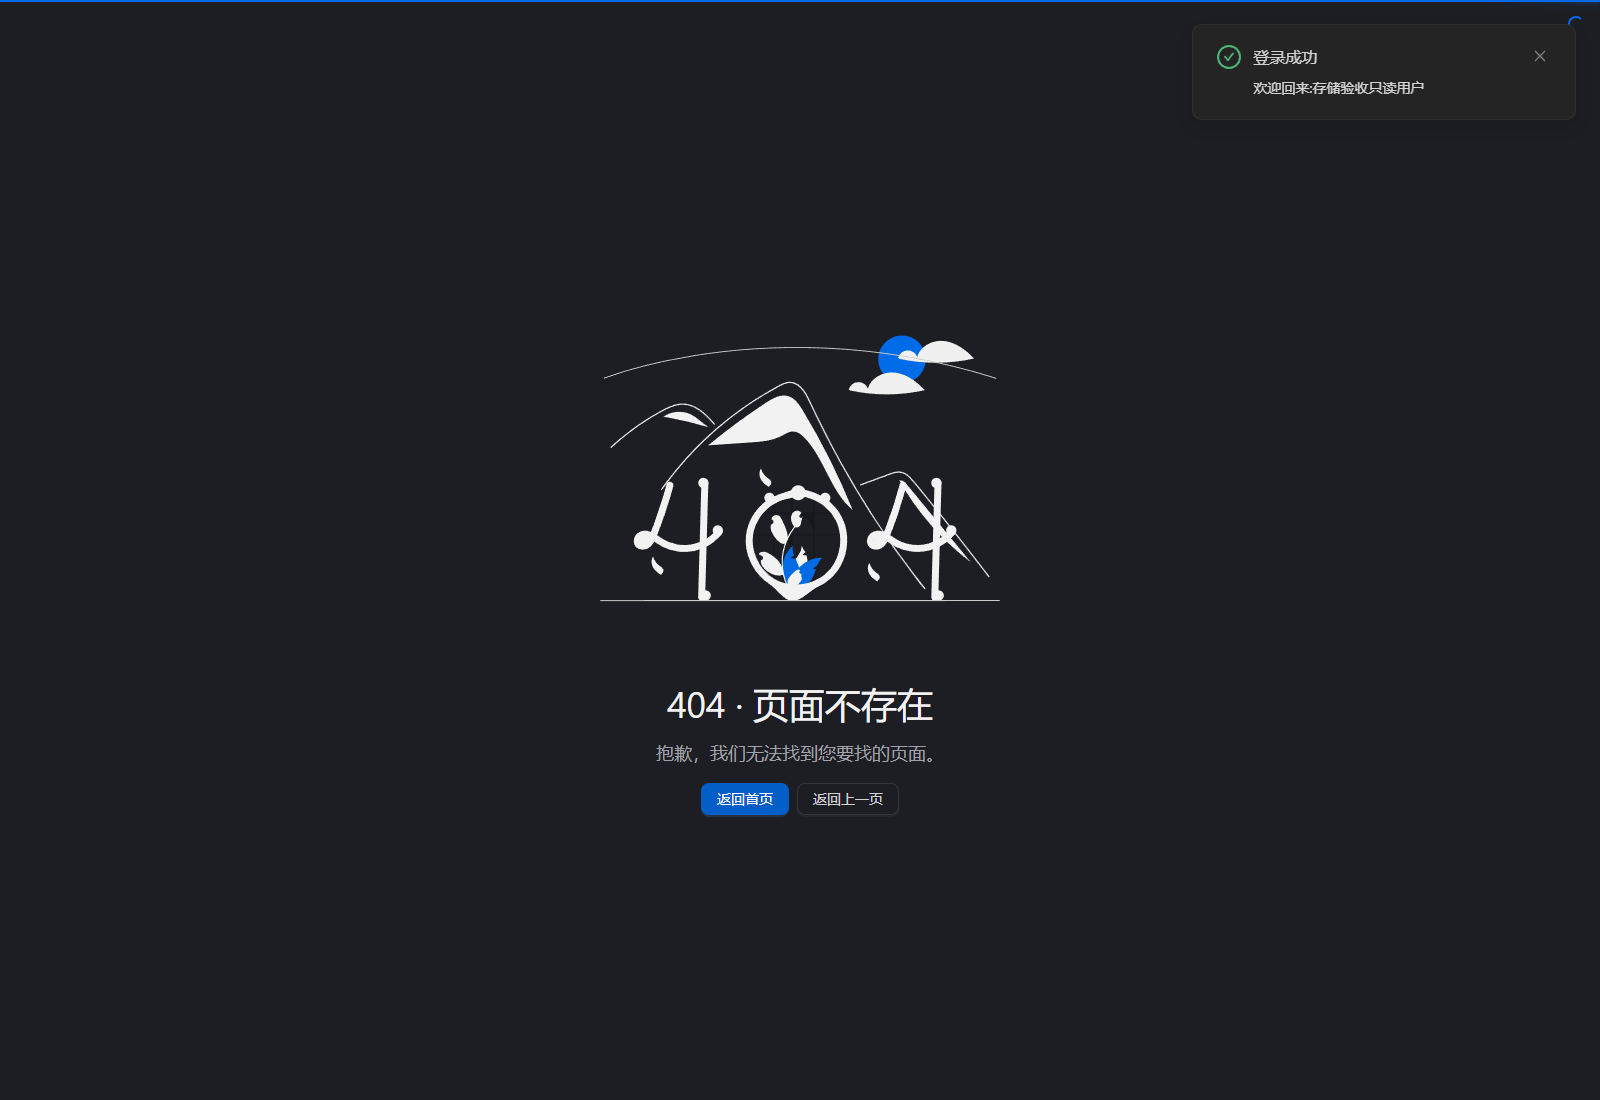 登录成功
欢迎回来:存储验收只读用户
404
404 · 页面不存在
抱歉，我们无法找到您要找的页面。
返回首页
返回上一页